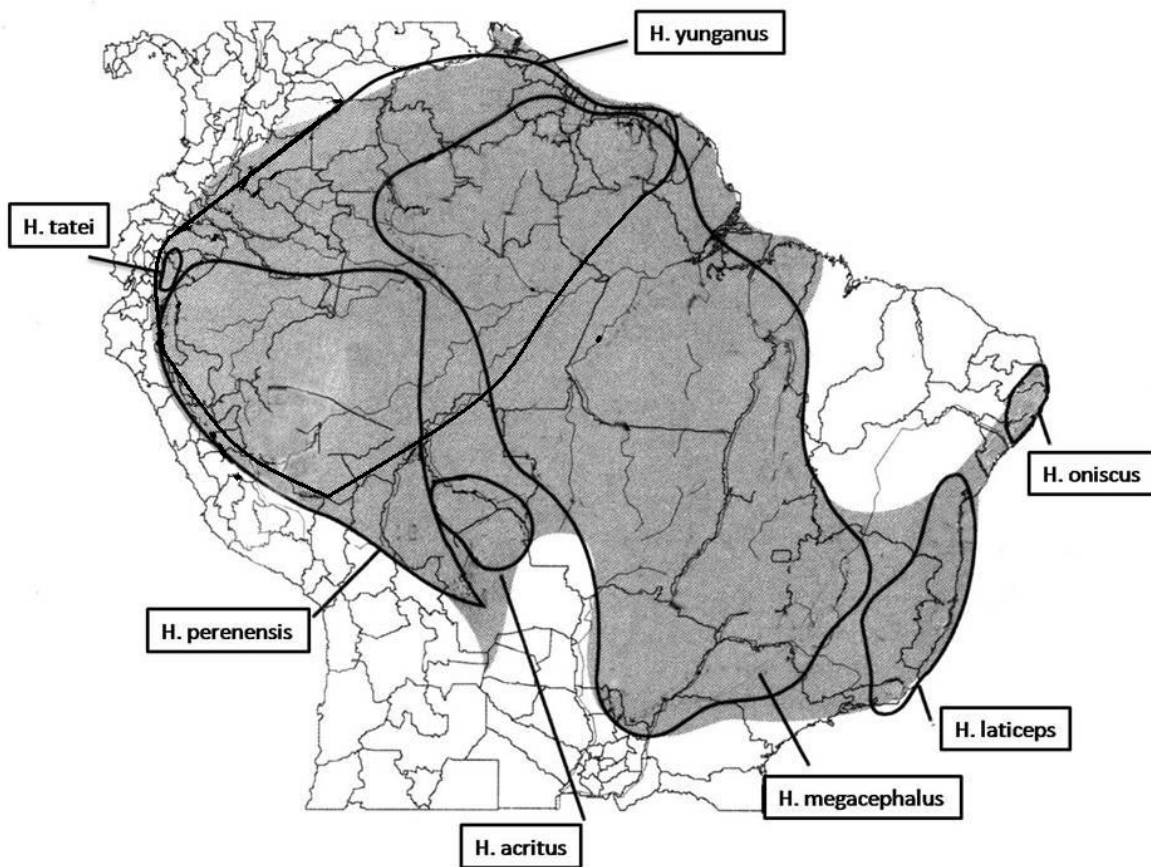 H. yunganus
H. tatei
H. oniscus
H. perenensis
H. laticeps
H. megacephalus
H. acritus